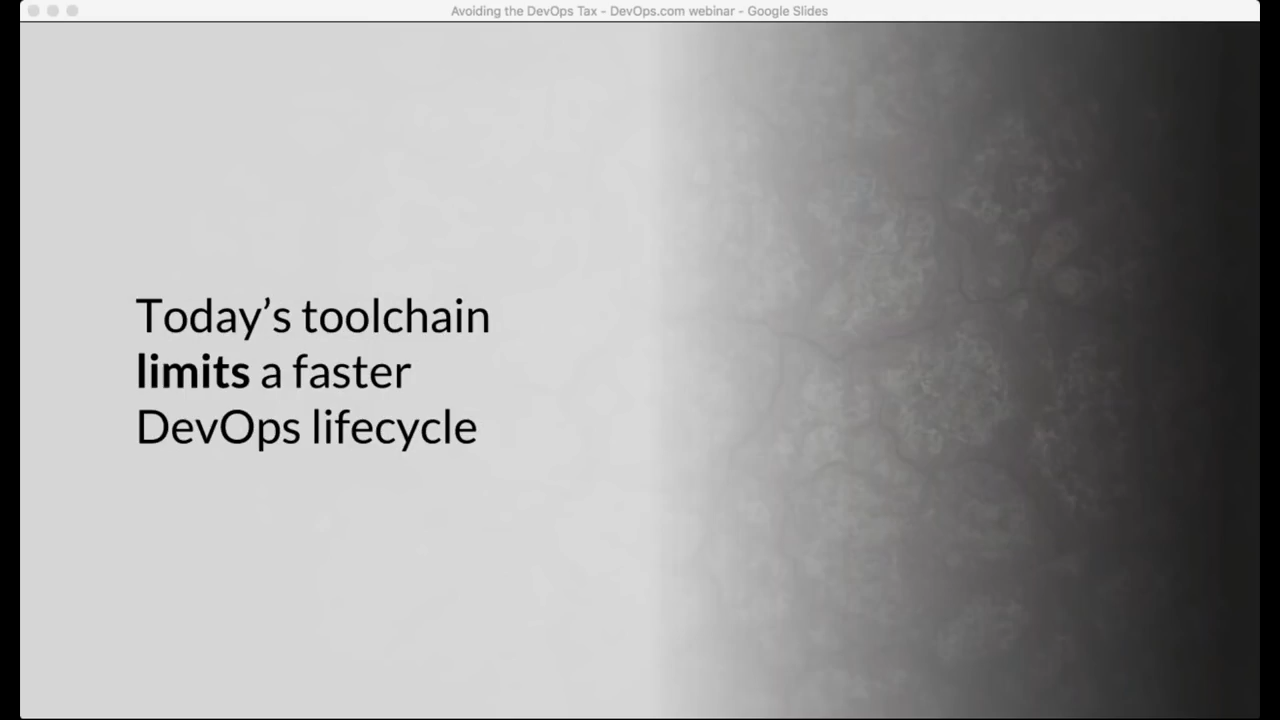 Avoiding the DevOps Tax - DevOps.com webinar - Google Slides
Today’s toolchain
limits a faster
DevOps lifecycle